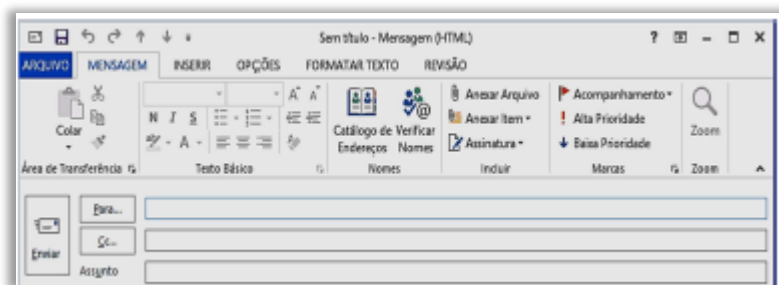 Sem título - Mensagem (HTML)
ARQUIVO MENSAGEM INSERIR OPÇÕES FORMATAR TEXTO REVISÃO
Colar
N I S
A A
A
Catálogo de Endereços
Verificar Nomes
Anexar Arquivo
Anexar Item
Assinatura
Acompanhamento
Alta Prioridade
Baixa Prioridade
Zoom
Área de Transferência Texto Básico Nomes Incluir Marcas Zoom
Enviar
Para...
Cc...
Assunto